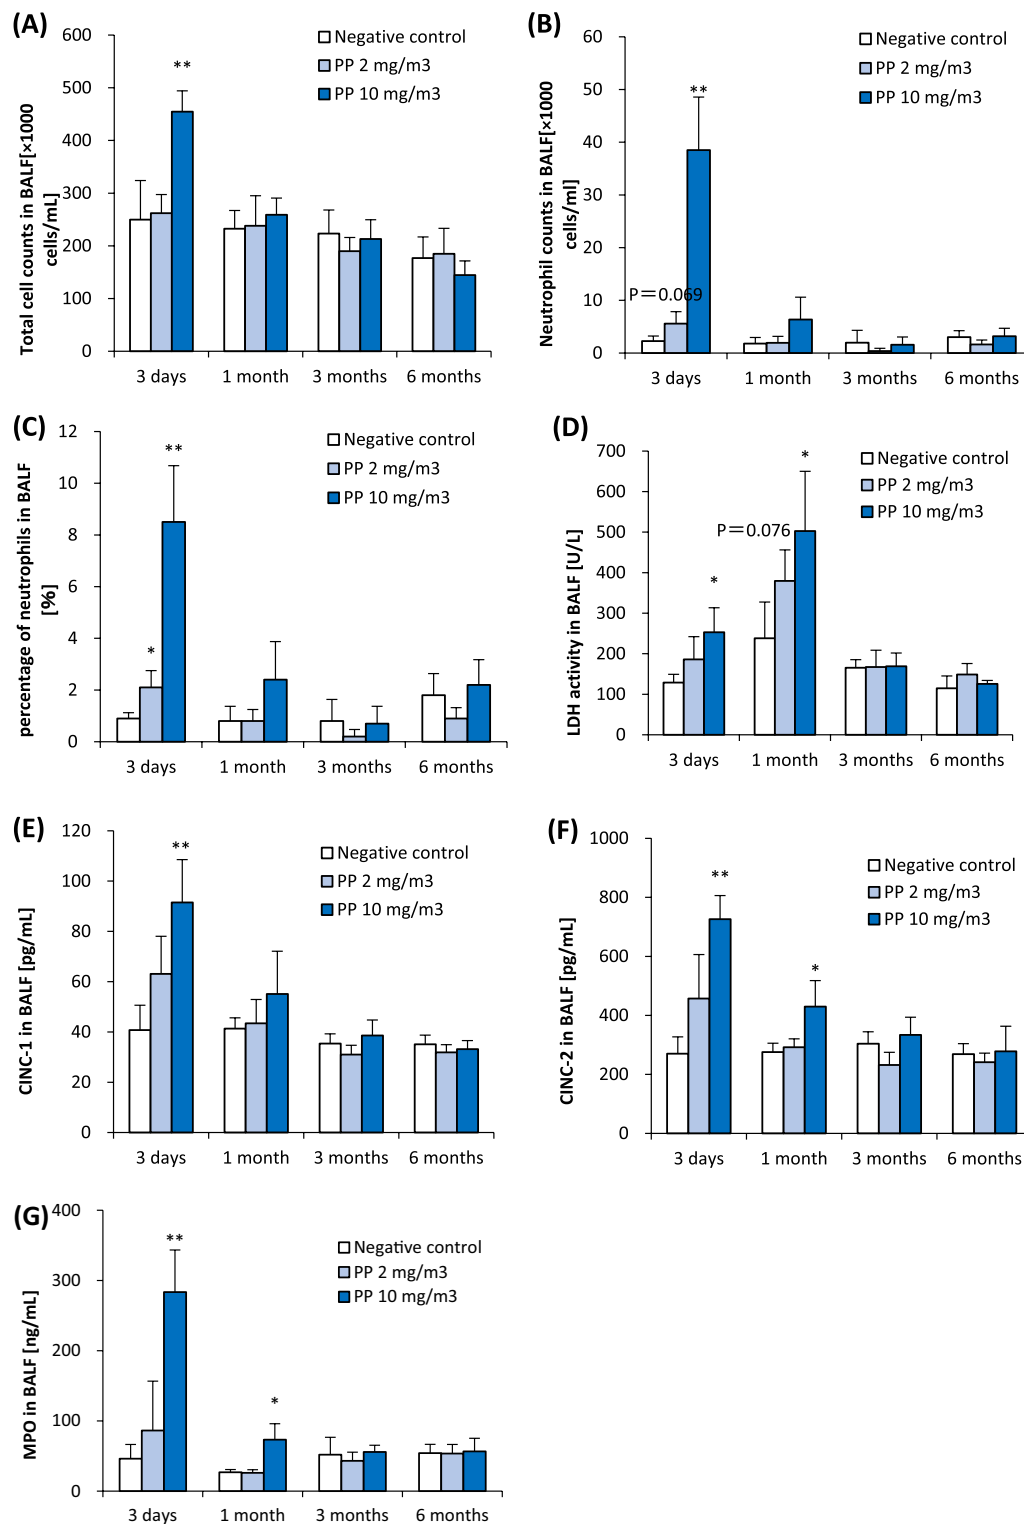 (A)
Total cell counts in BALF[×1000
cells/mL]
600
500
400
300
200
100
0
**
Negative control
PP 2 mg/m3
PP 10 mg/m3
3 days 1 month 3 months 6 months
(B)
Neutrophil counts in BALF[×1000
cells/ml]
60
50
40
30
20
10
0
**
P＝0.069
Negative control
PP 2 mg/m3
PP 10 mg/m3
3 days 1 month 3 months 6 months
(C)
percentage of neutrophils in BALF
[%]
12
10
8
6
4
2
0
**
*
Negative control
PP 2 mg/m3
PP 10 mg/m3
3 days 1 month 3 months 6 months
(D)
LDH activity in BALF [U/L]
700
600
500
400
300
200
100
0
*
P＝0.076
*
Negative control
PP 2 mg/m3
PP 10 mg/m3
3 days 1 month 3 months 6 months
(E)
CINC-1 in BALF [pg/mL]
120
100
80
60
40
20
0
**
Negative control
PP 2 mg/m3
PP 10 mg/m3
3 days 1 month 3 months 6 months
(F)
CINC-2 in BALF [pg/mL]
1000
800
600
400
200
0
**
*
Negative control
PP 2 mg/m3
PP 10 mg/m3
3 days 1 month 3 months 6 months
(G)
MPO in BALF [ng/mL]
400
300
200
100
0
**
*
Negative control
PP 2 mg/m3
PP 10 mg/m3
3 days 1 month 3 months 6 months